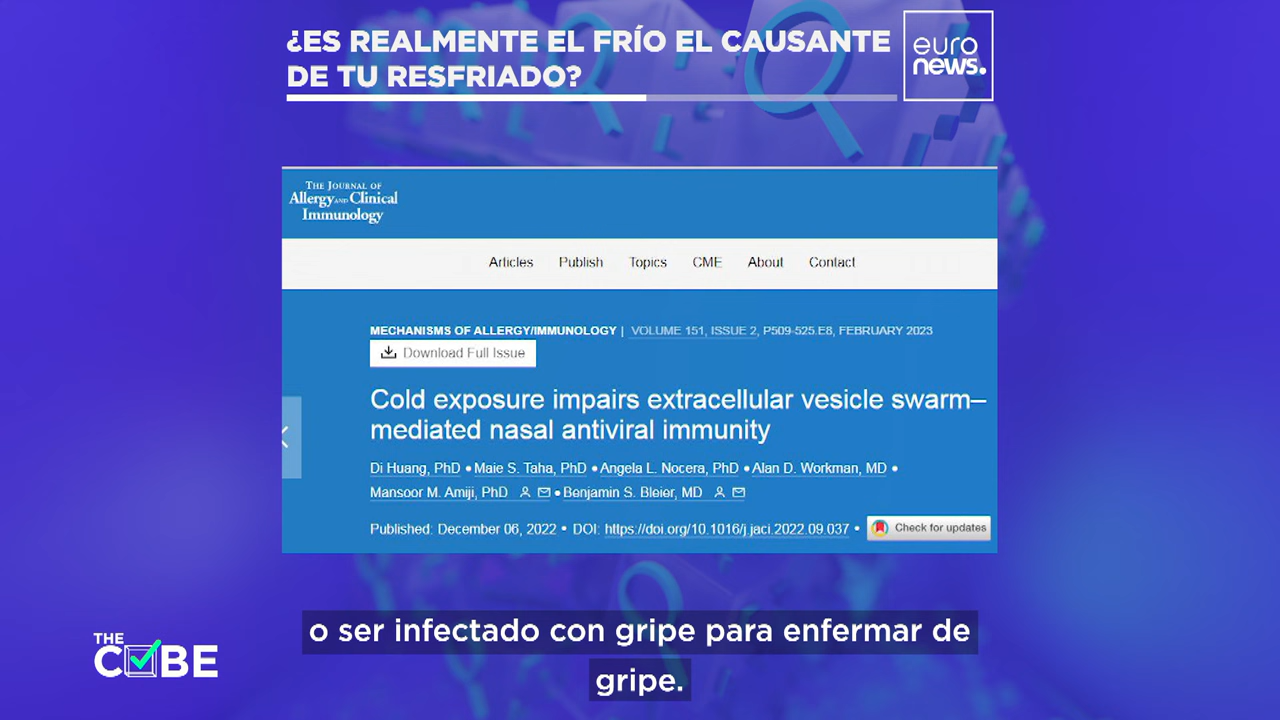 ¿ES REALMENTE EL FRÍO EL CAUSANTE
DE TU RESFRIADO?
euro
news.
THE JOURNAL OF
Allergy AND Clinical
Immunology
Articles Publish Topics CME About Contact
MECHANISMS OF ALLERGY/IMMUNOLOGY | VOLUME 151, ISSUE 2, P509-525.E8, FEBRUARY 2023
Download Full Issue
Cold exposure impairs extracellular vesicle swarm–
mediated nasal antiviral immunity
Di Huang, PhD • Maie S. Taha, PhD • Angela L. Nocera, PhD • Alan D. Workman, MD •
Mansoor M. Amiji, PhD • Benjamin S. Bleier, MD
Published: December 06, 2022 • DOI: https://doi.org/10.1016/j.jaci.2022.09.037 •
Check for updates
o ser infectado con gripe para enfermar de
gripe.
THE
CUBE